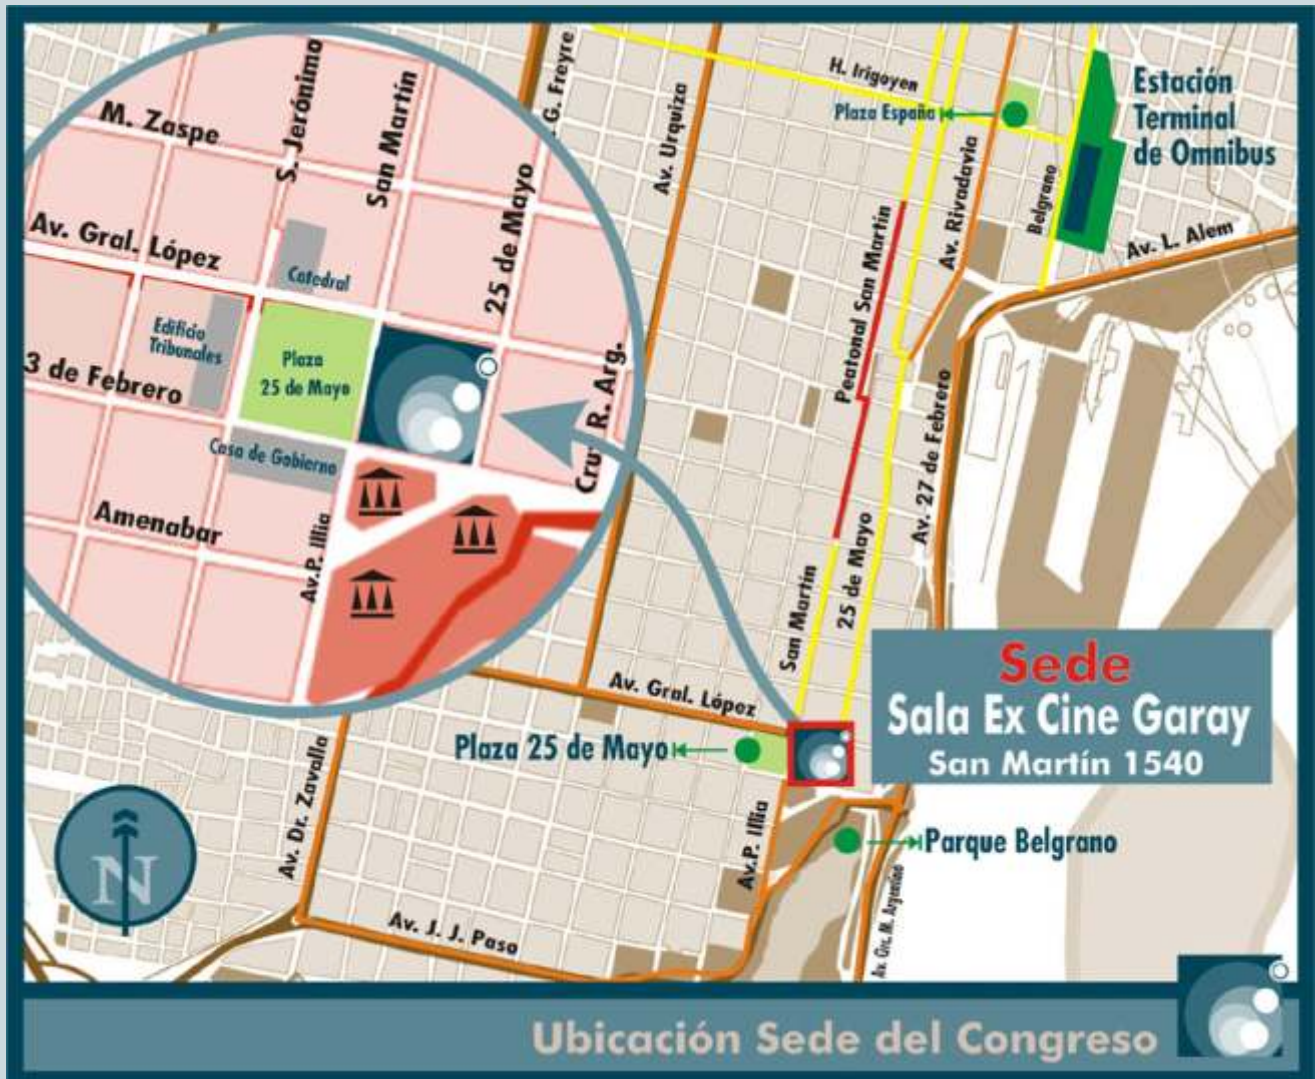 M. Zaspe
S. Jerónimo
San Martín
25 de Mayo
G. Freyre
Av. Gral. López
Catedral
Edificio
Tribunales
3 de Febrero
Plaza
25 de Mayo
Casa de Gobierno
Cru. R. Arg.
Amenabar
Av.P. Illia
Av. Urquiza
H. Irigoyen
Plaza España
Estación
Terminal
de Omnibus
Belgrano
Av. Rivadavia
Av. L. Alem
Peatonal San Martín
Av. 27 de Febrero
San Martín
25 de Mayo
Av. Gral. López
Sede
Sala Ex Cine Garay
San Martín 1540
Plaza 25 de Mayo
Av. Dr. Zavalla
Av.P. Illia
Parque Belgrano
N
Av. J. J. Paso
Av. Circ. M. Argentino
Ubicación Sede del Congreso